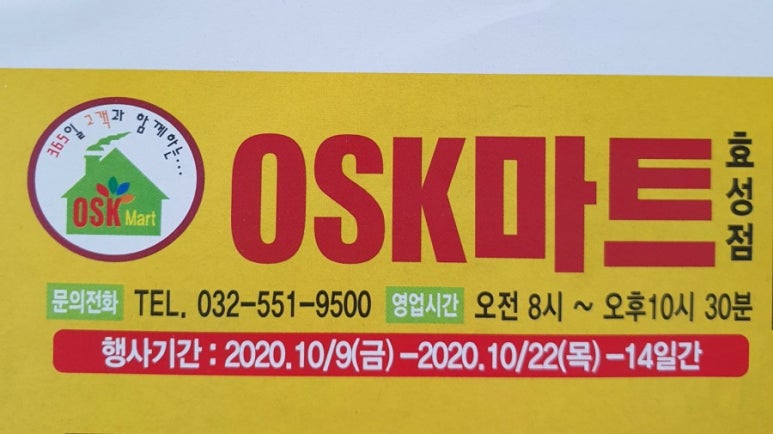 365일 고객과 함께하는...
OSK Mart
OSK마트
효성점
문의전화 TEL. 032-551-9500 영업시간 오전 8시 ~ 오후10시 30분
행사기간 : 2020.10/9(금) -2020.10/22(목) -14일간